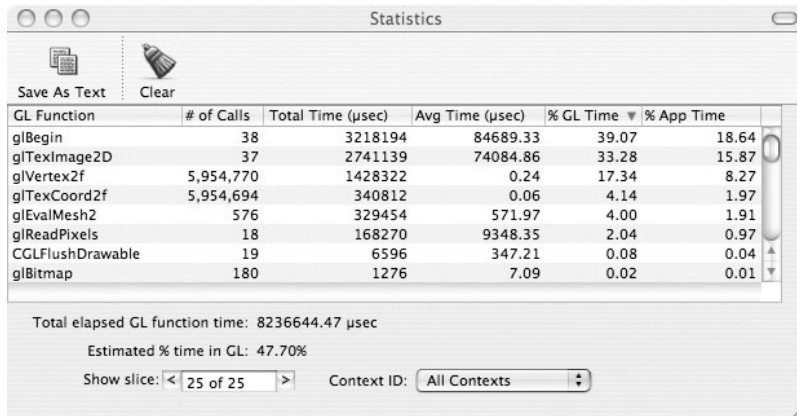 Statistics
Save As Text Clear
GL Function # of Calls Total Time (µsec) Avg Time (µsec) % GL Time % App Time
glBegin 38 3218194 84689.33 39.07 18.64
glTexImage2D 37 2741139 74084.86 33.28 15.87
glVertex2f 5,954,770 1428322 0.24 17.34 8.27
glTexCoord2f 5,954,694 340812 0.06 4.14 1.97
glEvalMesh2 576 329454 571.97 4.00 1.91
glReadPixels 18 168270 9348.35 2.04 0.97
CGLFlushDrawable 19 6596 347.21 0.08 0.04
glBitmap 180 1276 7.09 0.02 0.01
Total elapsed GL function time: 8236644.47 µsec
Estimated % time in GL: 47.70%
Show slice: < 25 of 25 > Context ID: All Contexts